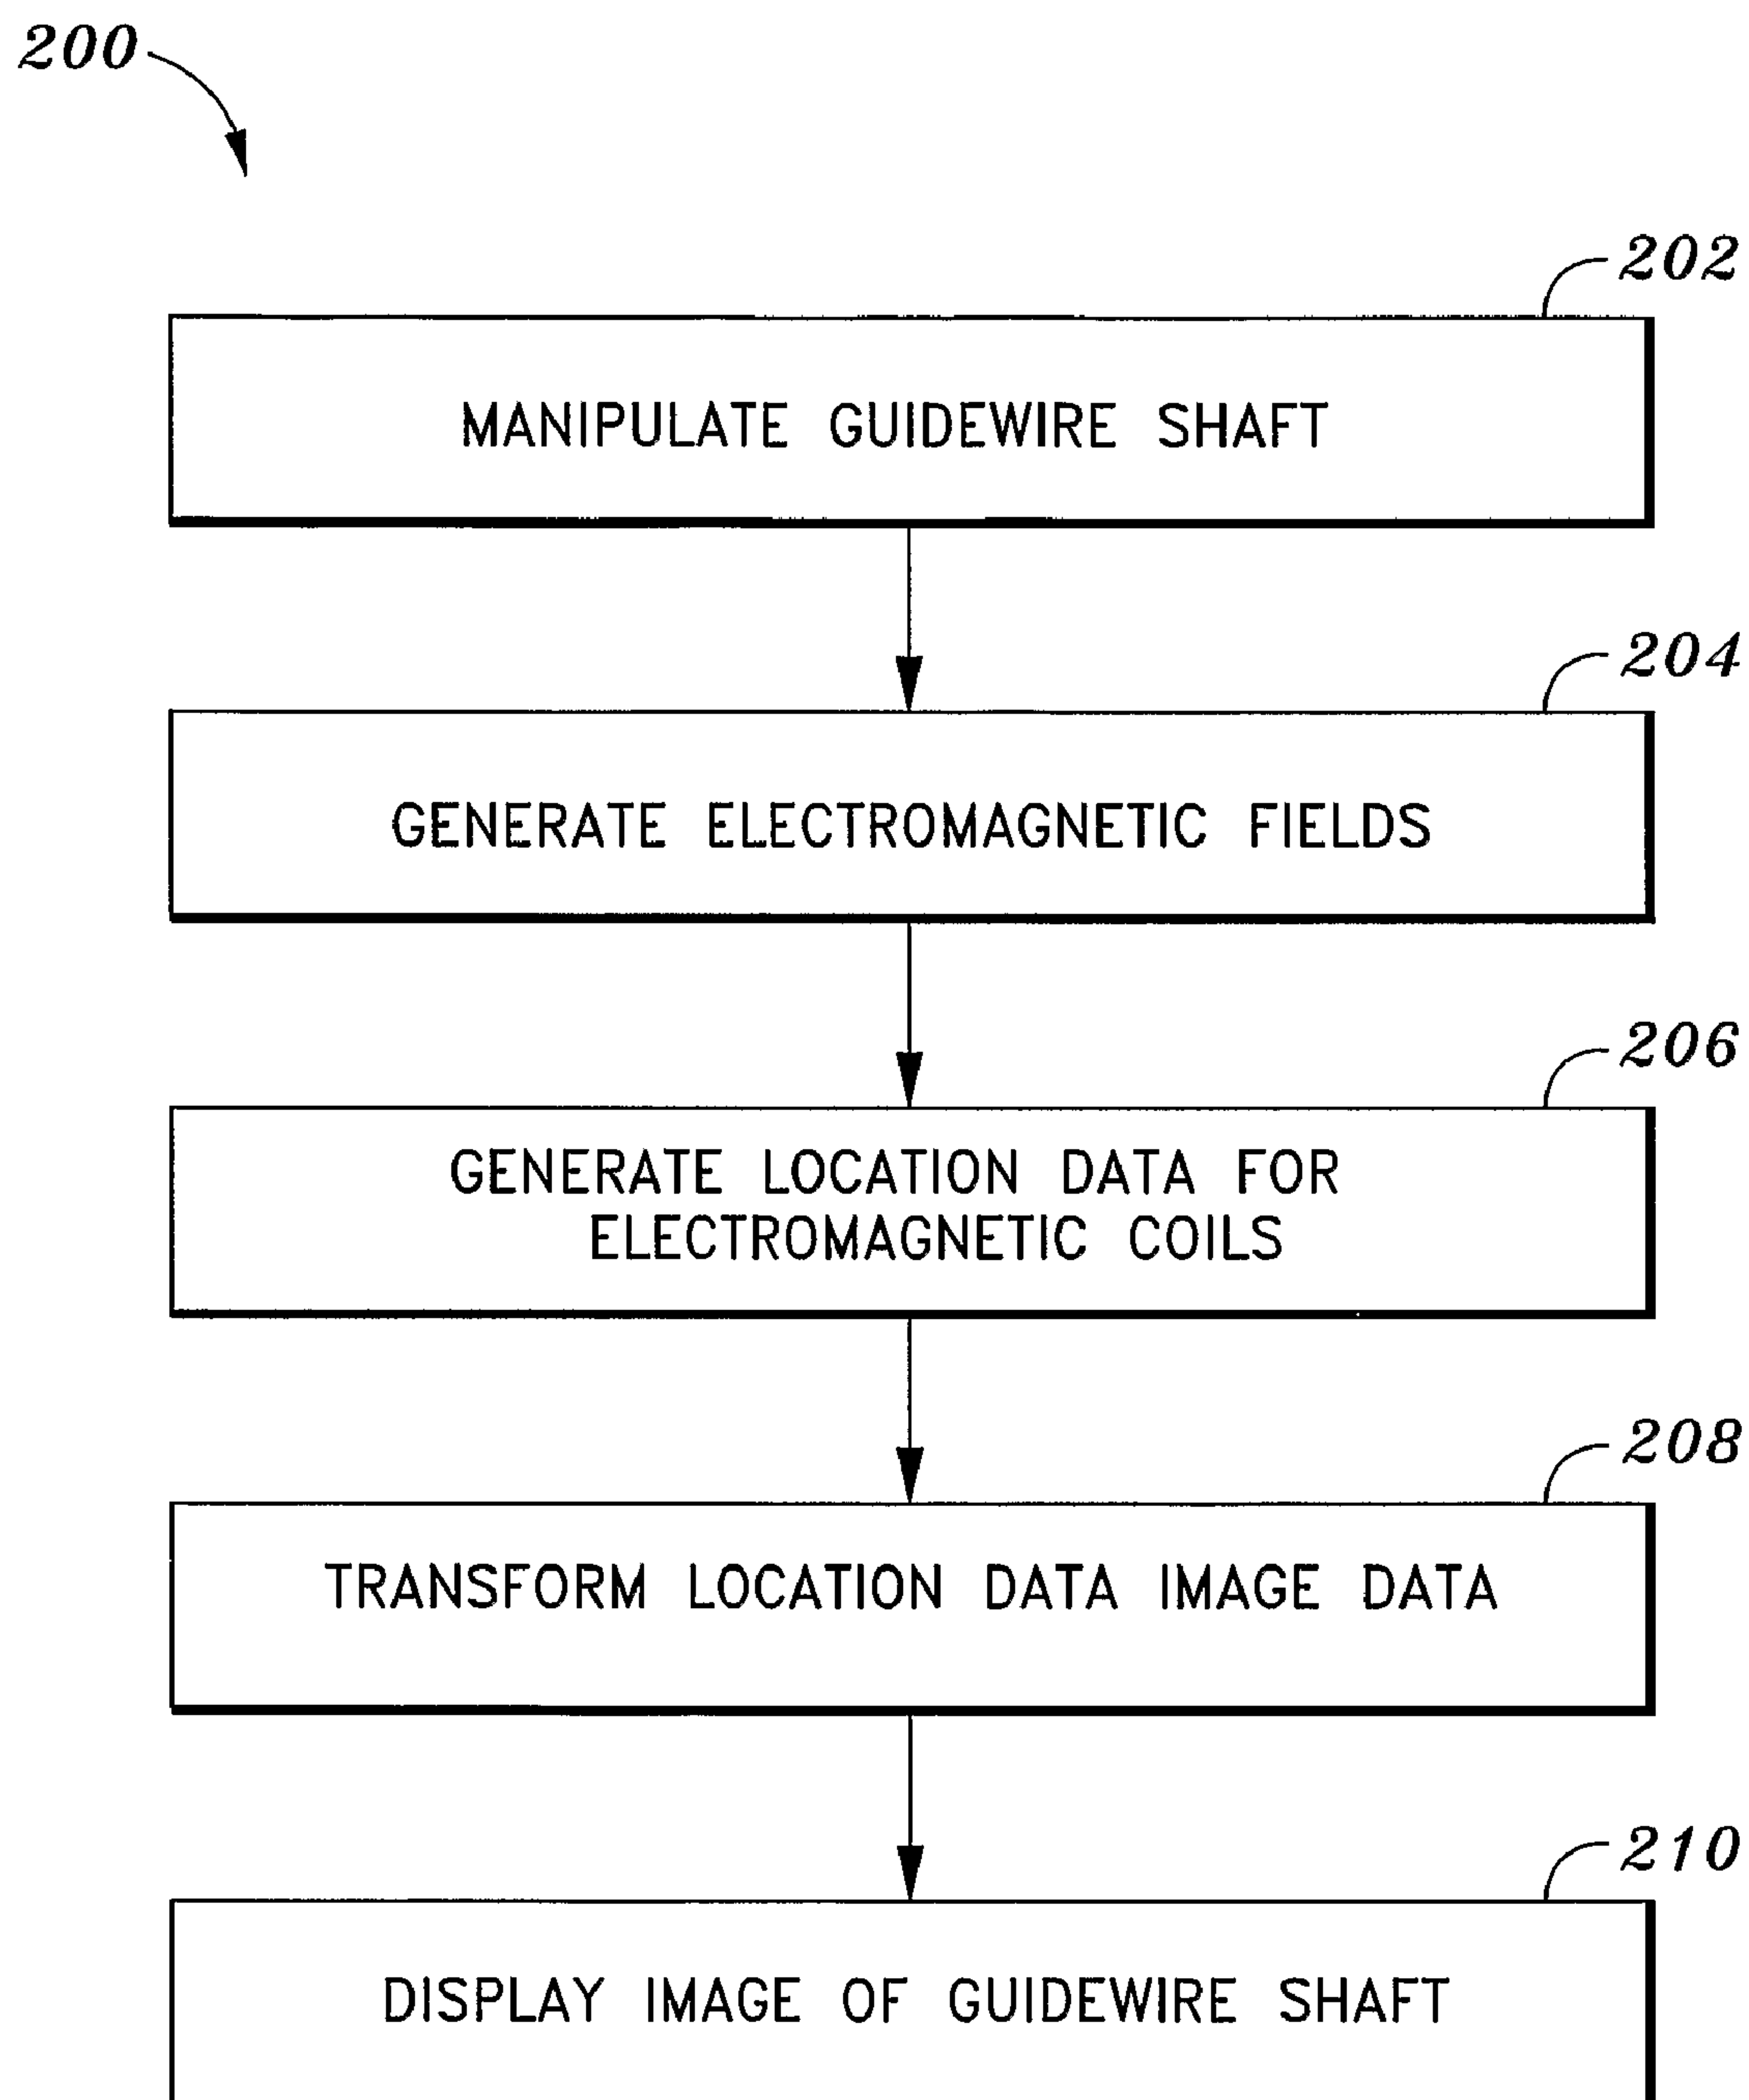 200
202
MANIPULATE GUIDEWIRE SHAFT
204
GENERATE ELECTROMAGNETIC FIELDS
206
GENERATE LOCATION DATA FOR
ELECTROMAGNETIC COILS
208
TRANSFORM LOCATION DATA IMAGE DATA
210
DISPLAY IMAGE OF GUIDEWIRE SHAFT